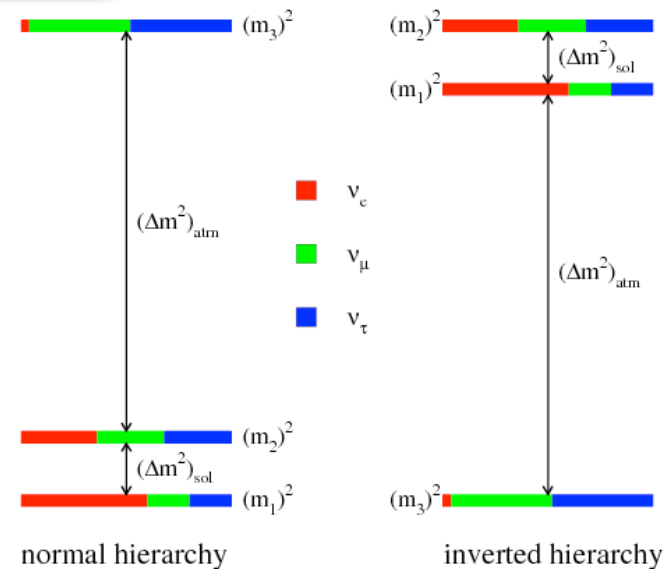 (m₃)²
(m₂)²
(Δm²)sol
(m₁)²
νe
(Δm²)atm
νμ
(Δm²)atm
ντ
(m₂)²
(Δm²)sol
(m₁)²
(m₃)²
normal hierarchy
inverted hierarchy